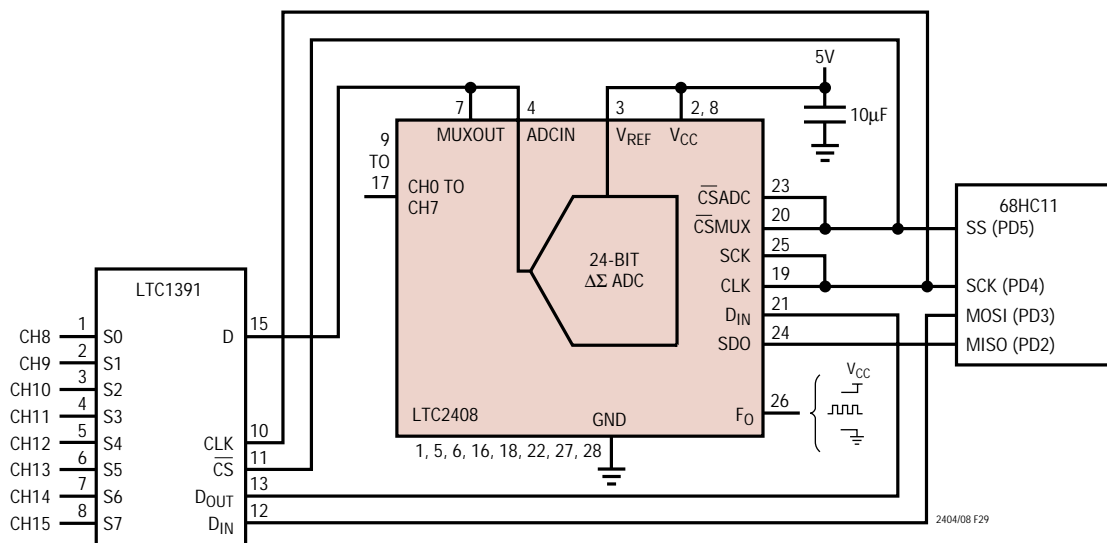 5V
10µF
7
4
3
2, 8
MUXOUT
ADCIN
VREF
VCC
9
TO
17
CH0 TO
CH7
24-BIT
ΔΣ ADC
CSADC
23
CSMUX
20
SCK
25
CLK
19
DIN
21
SDO
24
FO
26
VCC
LTC2408
GND
1, 5, 6, 16, 18, 22, 27, 28
68HC11
SS (PD5)
SCK (PD4)
MOSI (PD3)
MISO (PD2)
LTC1391
CH8 1 S0
CH9 2 S1
CH10 3 S2
CH11 4 S3
CH12 5 S4
CH13 6 S5
CH14 7 S6
CH15 8 S7
D 15
CLK 10
CS 11
DOUT 13
DIN 12
2404/08 F29